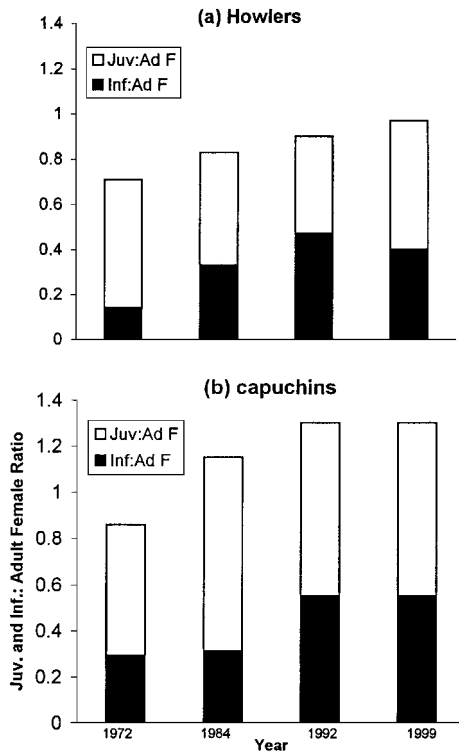 (a) Howlers
1.4
1.2
1
0.8
0.6
0.4
0.2
0
Juv:Ad F
Inf:Ad F
(b) capuchins
1.4
1.2
1
0.8
0.6
0.4
0.2
0
Juv:Ad F
Inf:Ad F
Juv. and Inf.: Adult Female Ratio
1972 1984 1992 1999
Year